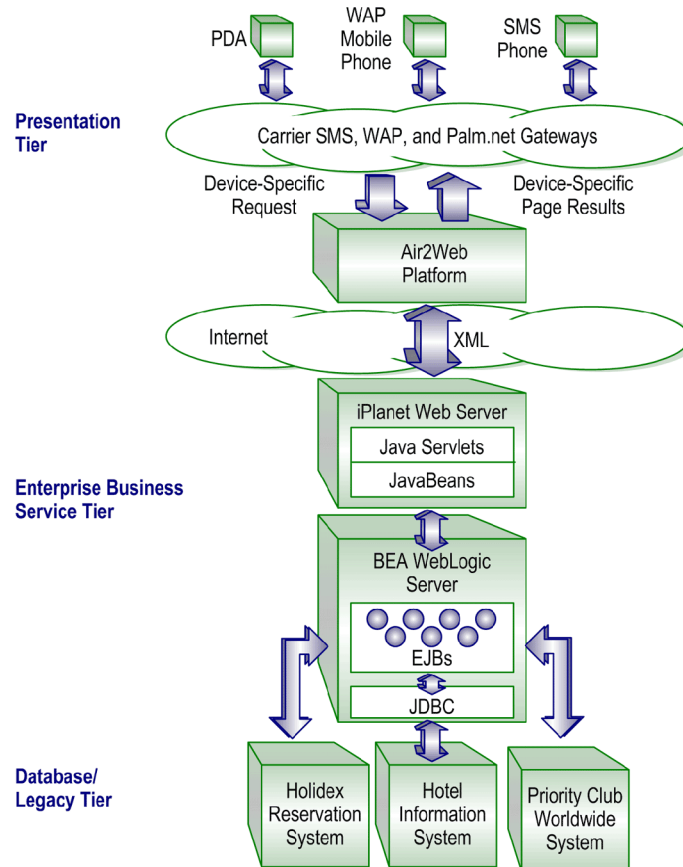 PDA
WAP
Mobile
Phone
SMS
Phone
Presentation
Tier
Carrier SMS, WAP, and Palm.net Gateways
Device-Specific
Request
Device-Specific
Page Results
Air2Web
Platform
Internet
XML
iPlanet Web Server
Java Servlets
JavaBeans
Enterprise Business
Service Tier
BEA WebLogic
Server
EJBs
JDBC
Database/
Legacy Tier
Holidex
Reservation
System
Hotel
Information
System
Priority Club
Worldwide
System